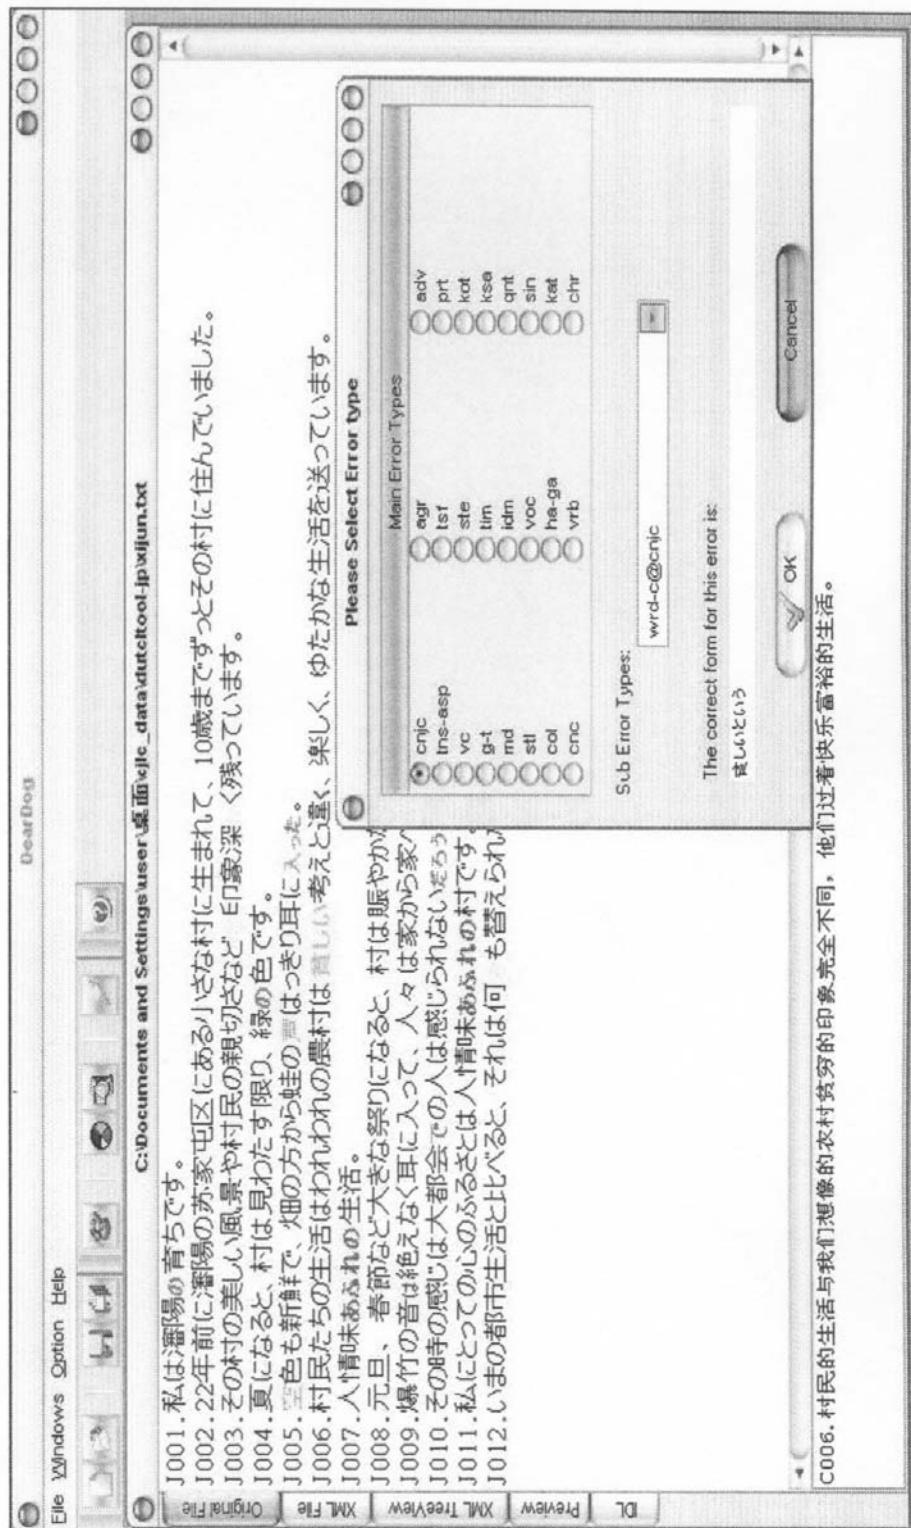 DearDog
File Windows Option Help
C:\Documents and Settings\user\桌面\cjlc_data\dutcltool-jp\xijun.txt
Original File
XML File
XML TreeView
Preview
IDL
J001.私は瀋陽の育ちです。
J002.22年前に瀋陽の苏家屯区にある小さな村に生まれて、10歳までずっとその村に住んでいました。
J003.その村の美しい風景や村民の親切さなど 印象深 く残っています。
J004.夏になると、村は見わたす限り、緑の色です。
J005.空色も新鮮で、畑の方から蛙の声はっきり耳に入った。
J006.村民たちの生活はわれわれの農村は 貧しい 考えと違く、楽しく、ゆたかな生活を送っています。
J007.人情味あふれの生活。
J008.元旦、春節など大きな祭りになると、村は賑やか
J009.爆竹の音は絶えなく耳に入って、人々は家から家へ
J010.その時の感じは大都会での人は感じられないだろう
J011.私にとっての心のふるさとは人情味あふれの村です。
J012.いまの都市生活と比べると、それは何 も替えられ
Please Select Error type
Main Error Types
cnjc agr adv
tns-asp tsf prt
vc ste kot
g-t tim ksa
md idm qnt
stl voc sin
col ha-ga kat
cnc vrb chr
Sub Error Types:
wrd-c@cnjc
The correct form for this error is:
貧しいという
OK Cancel
C006.村民的生活与我们想像的农村贫穷的印象完全不同，他们过着快乐富裕的生活。